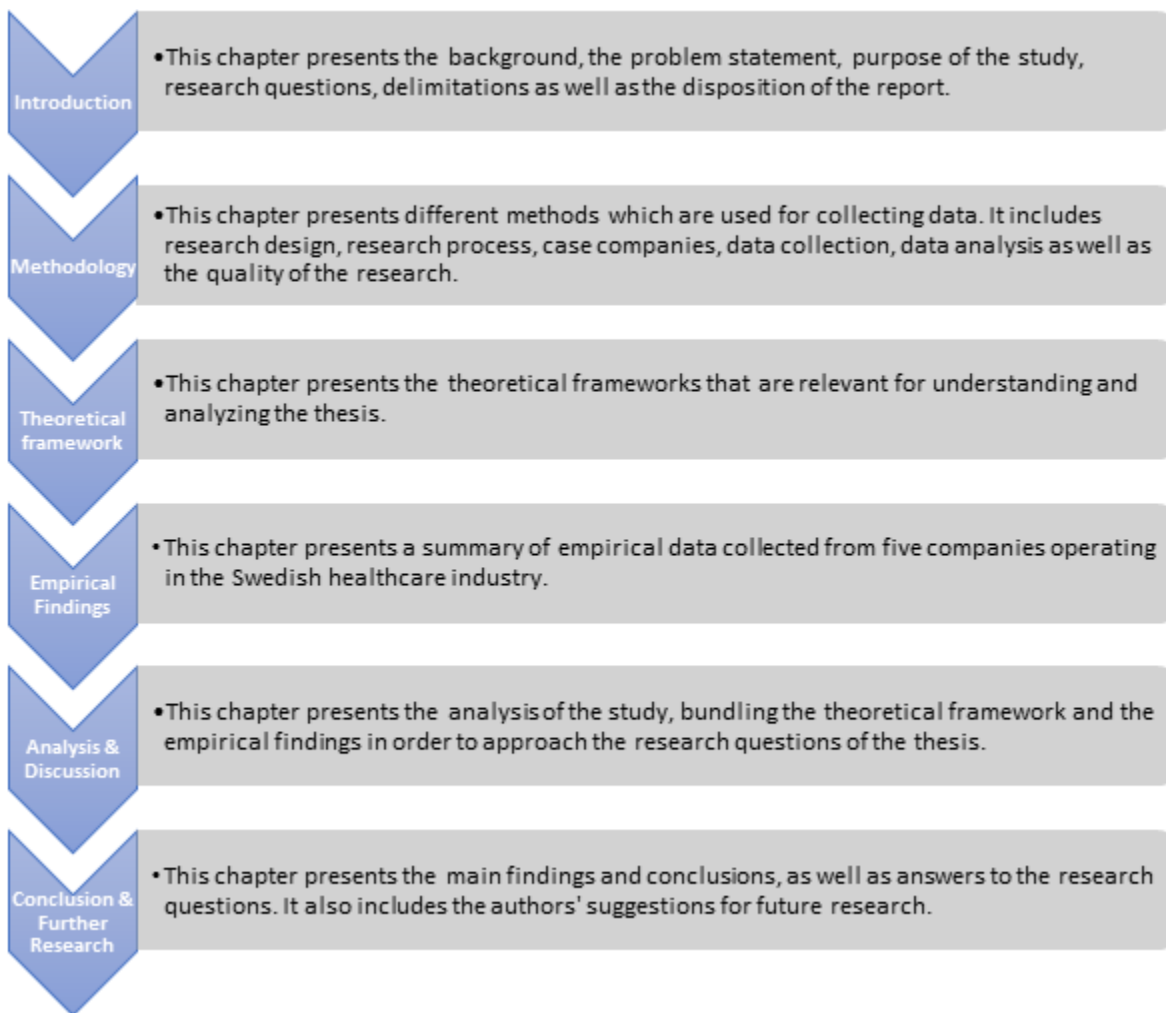 Introduction
•This chapter presents the background, the problem statement, purpose of the study,
research questions, delimitations as well as the disposition of the report.
Methodology
•This chapter presents different methods which are used for collecting data. It includes
research design, research process, case companies, data collection, data analysis as well as
the quality of the research.
Theoretical
framework
•This chapter presents the theoretical frameworks that are relevant for understanding and
analyzing the thesis.
Empirical
Findings
•This chapter presents a summary of empirical data collected from five companies operating
in the Swedish healthcare industry.
Analysis &
Discussion
•This chapter presents the analysis of the study, bundling the theoretical framework and the
empirical findings in order to approach the research questions of the thesis.
Conclusion &
Further
Research
•This chapter presents the main findings and conclusions, as well as answers to the research
questions. It also includes the authors' suggestions for future research.